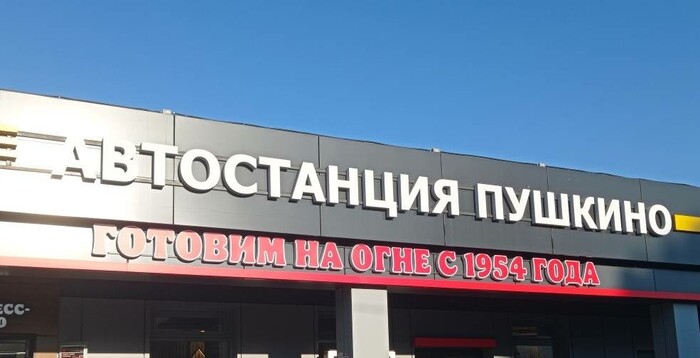 АВТОСТАНЦИЯ ПУШКИНО
ГОТОВИМ НА ОГНЕ С 1954 ГОДА